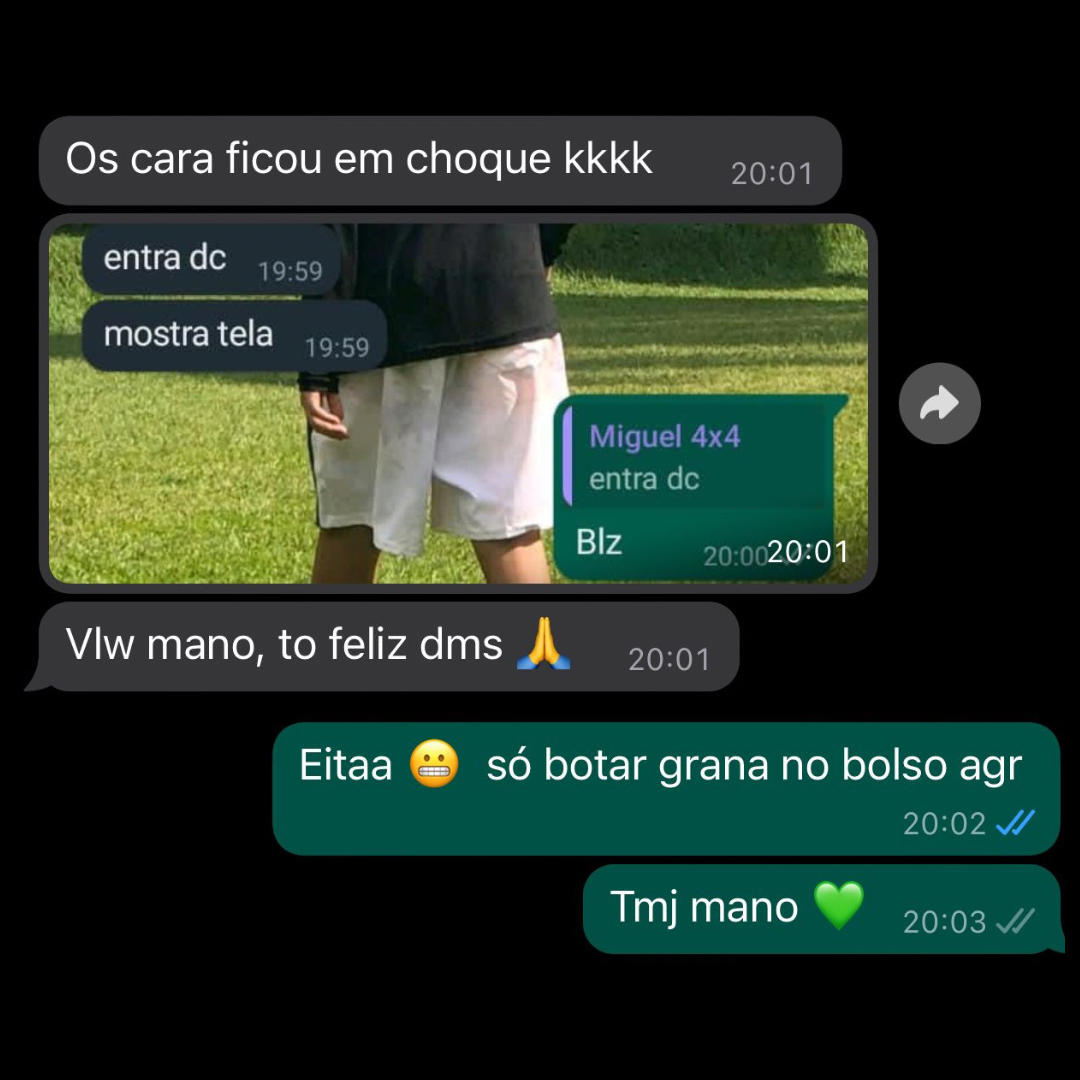 Os cara ficou em choque kkkk
20:01
entra dc
19:59
mostra tela
19:59
Miguel 4x4
entra dc
Blz
20:00
20:01
Vlw mano, to feliz dms 🙏
20:01
Eitaa 😬 só botar grana no bolso agr
20:02
Tmj mano 💚
20:03